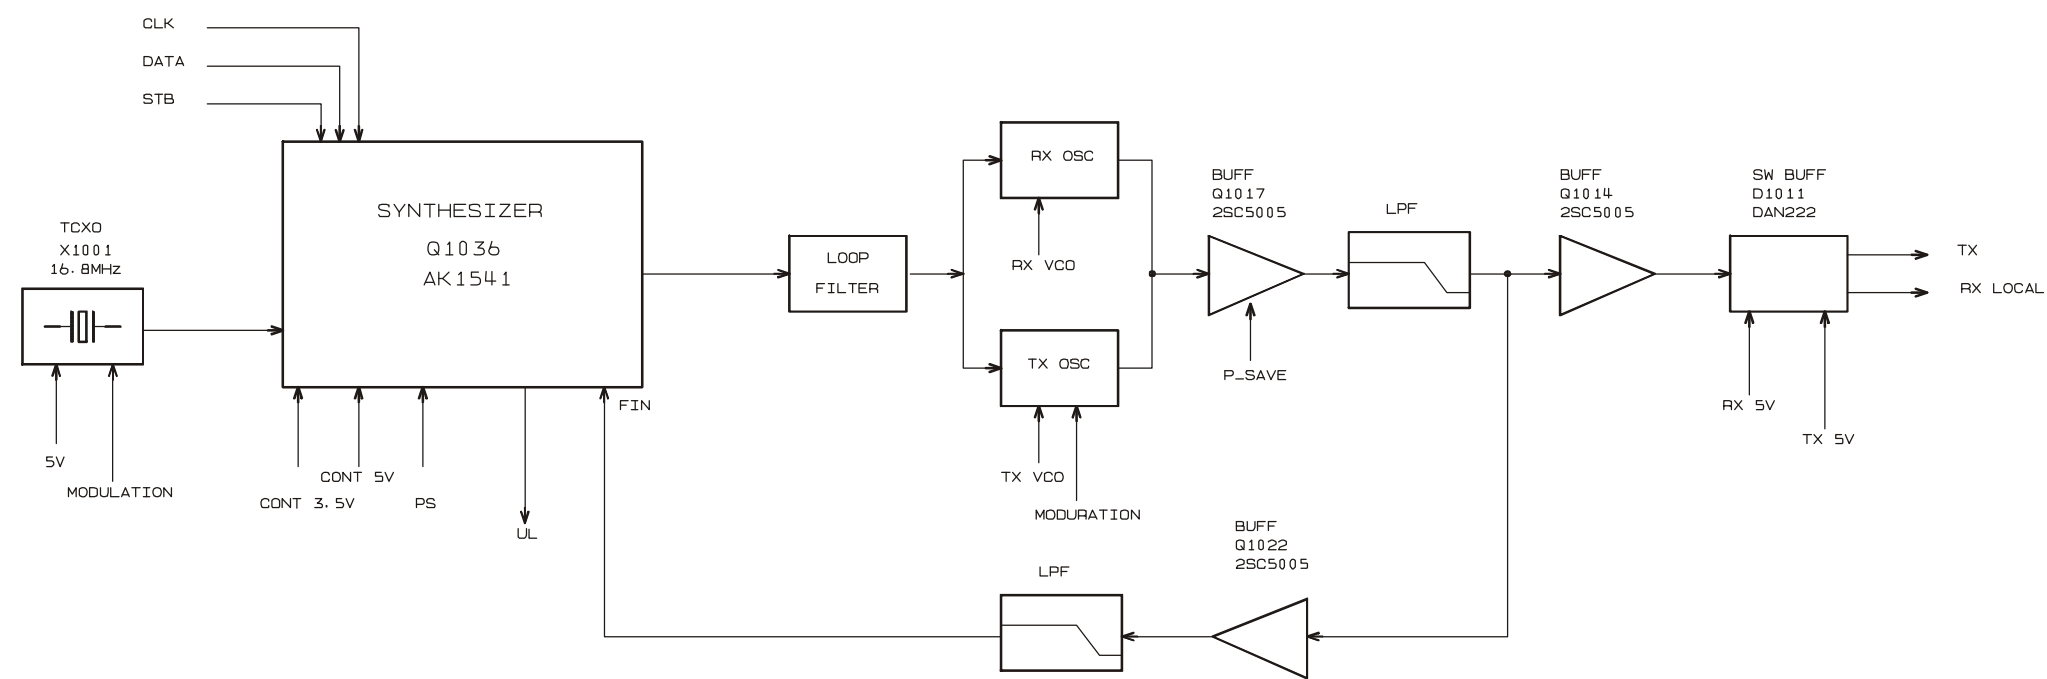 CLK
DATA
STB
TCXO
X1001
16.8MHz
5V
MODULATION
SYNTHESIZER
Q1036
AK1541
CONT 5V
CONT 3.5V
PS
UL
FIN
LOOP
FILTER
RX OSC
RX VCO
TX OSC
TX VCO
MODURATION
BUFF
Q1017
2SC5005
P_SAVE
LPF
BUFF
Q1014
2SC5005
SW BUFF
D1011
DAN222
TX
RX LOCAL
RX 5V
TX 5V
BUFF
Q1022
2SC5005
LPF